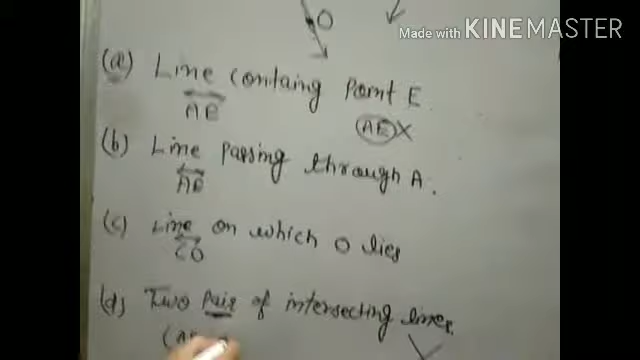 O
Made with KINEMASTER
(a) Line Containg Point E.
AE
(AE) X
(b) Line Passing through A.
AE
(c) Line on which O lies
CO
(d) Two Pair of intersecting lines.